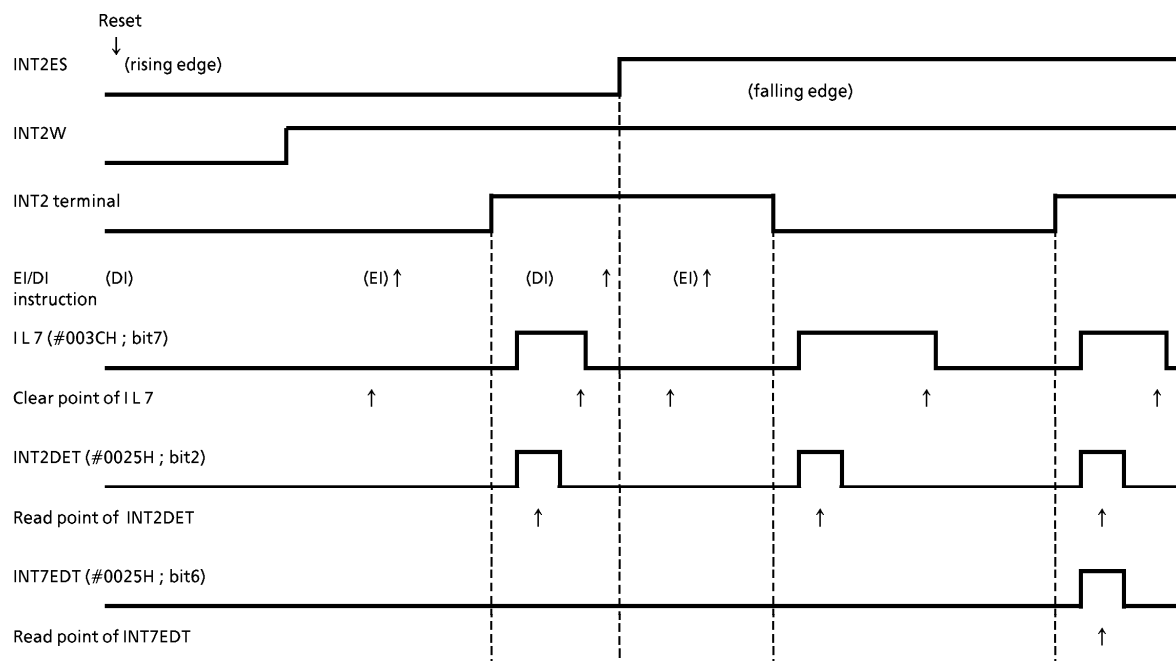 Reset
INT2ES ↓ (rising edge)
(falling edge)
INT2W
INT2 terminal
EI/DI (DI) (EI)↑ (DI) ↑ (EI)↑
instruction
I L 7 (#003CH ; bit7)
Clear point of I L 7 ↑ ↑ ↑ ↑ ↑
INT2DET (#0025H ; bit2)
Read point of INT2DET ↑ ↑ ↑
INT7EDT (#0025H ; bit6)
Read point of INT7EDT ↑